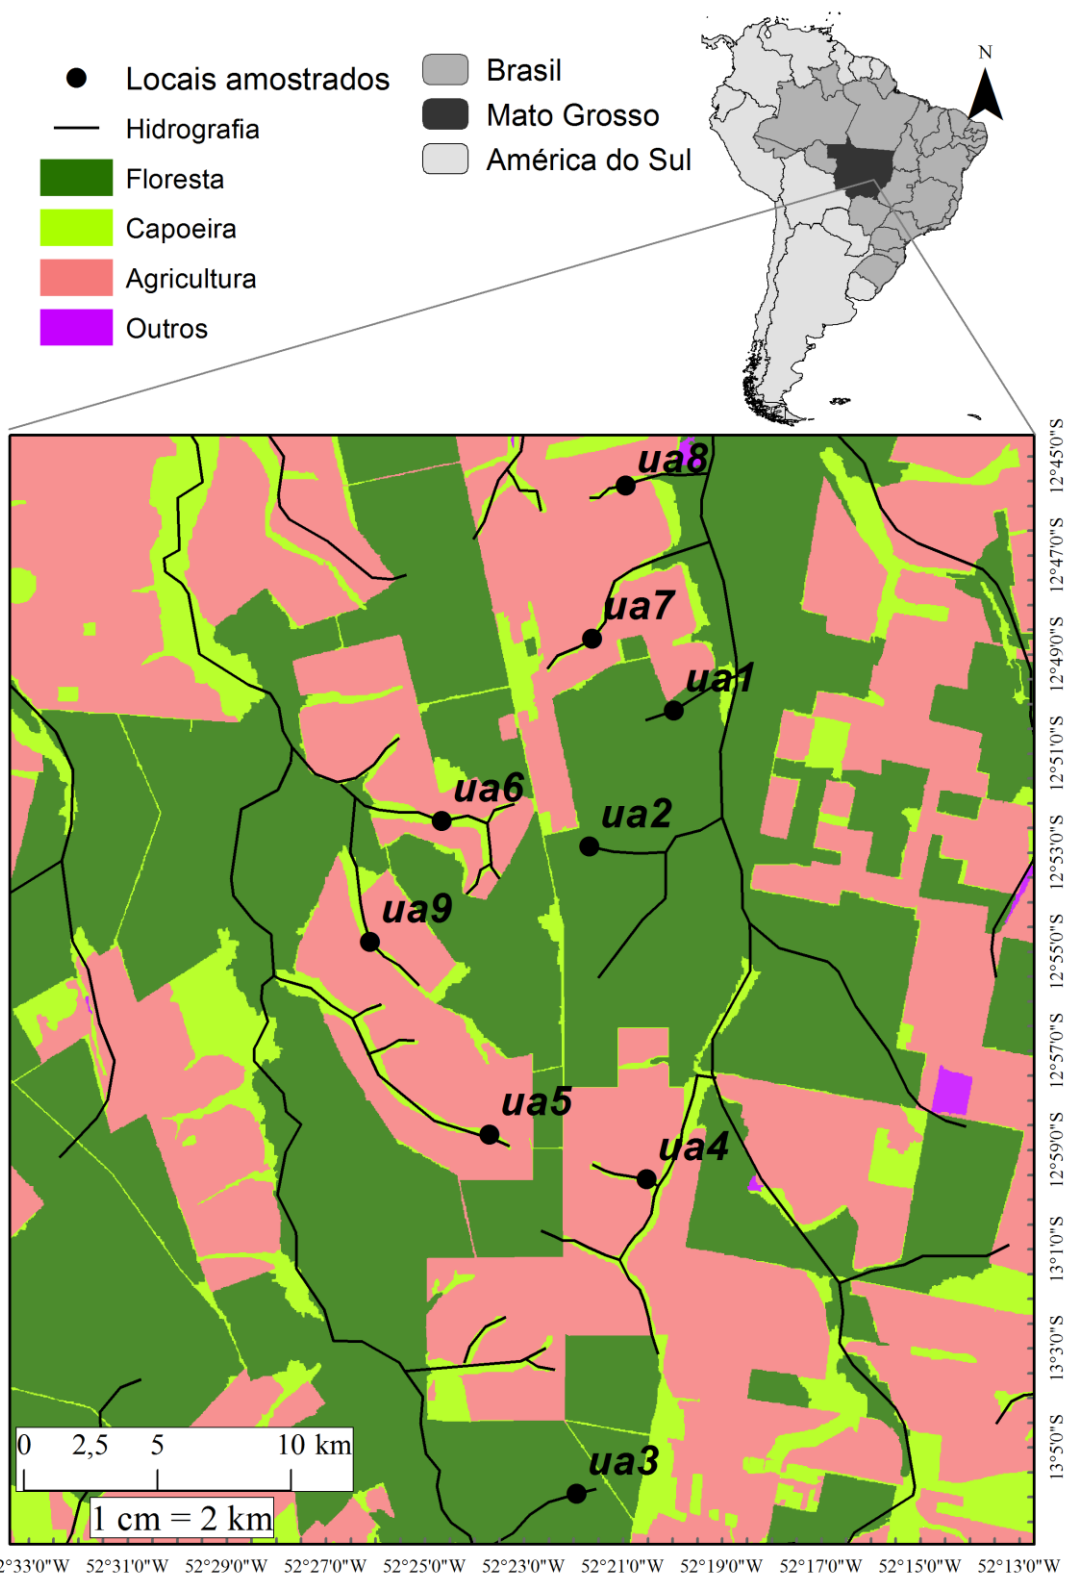 Locais amostrados
Hidrografia
Floresta
Capoeira
Agricultura
Outros
Brasil
Mato Grosso
América do Sul
N
ua8
ua7
ua1
ua6
ua2
ua9
ua5
ua4
ua3
12°45'0"S
12°47'0"S
12°49'0"S
12°51'0"S
12°53'0"S
12°55'0"S
12°57'0"S
12°59'0"S
13°1'0"S
13°3'0"S
13°5'0"S
0 2,5 5 10 km
1 cm = 2 km
52°33'0"W 52°31'0"W 52°29'0"W 52°27'0"W 52°25'0"W 52°23'0"W 52°21'0"W 52°19'0"W 52°17'0"W 52°15'0"W 52°13'0"W